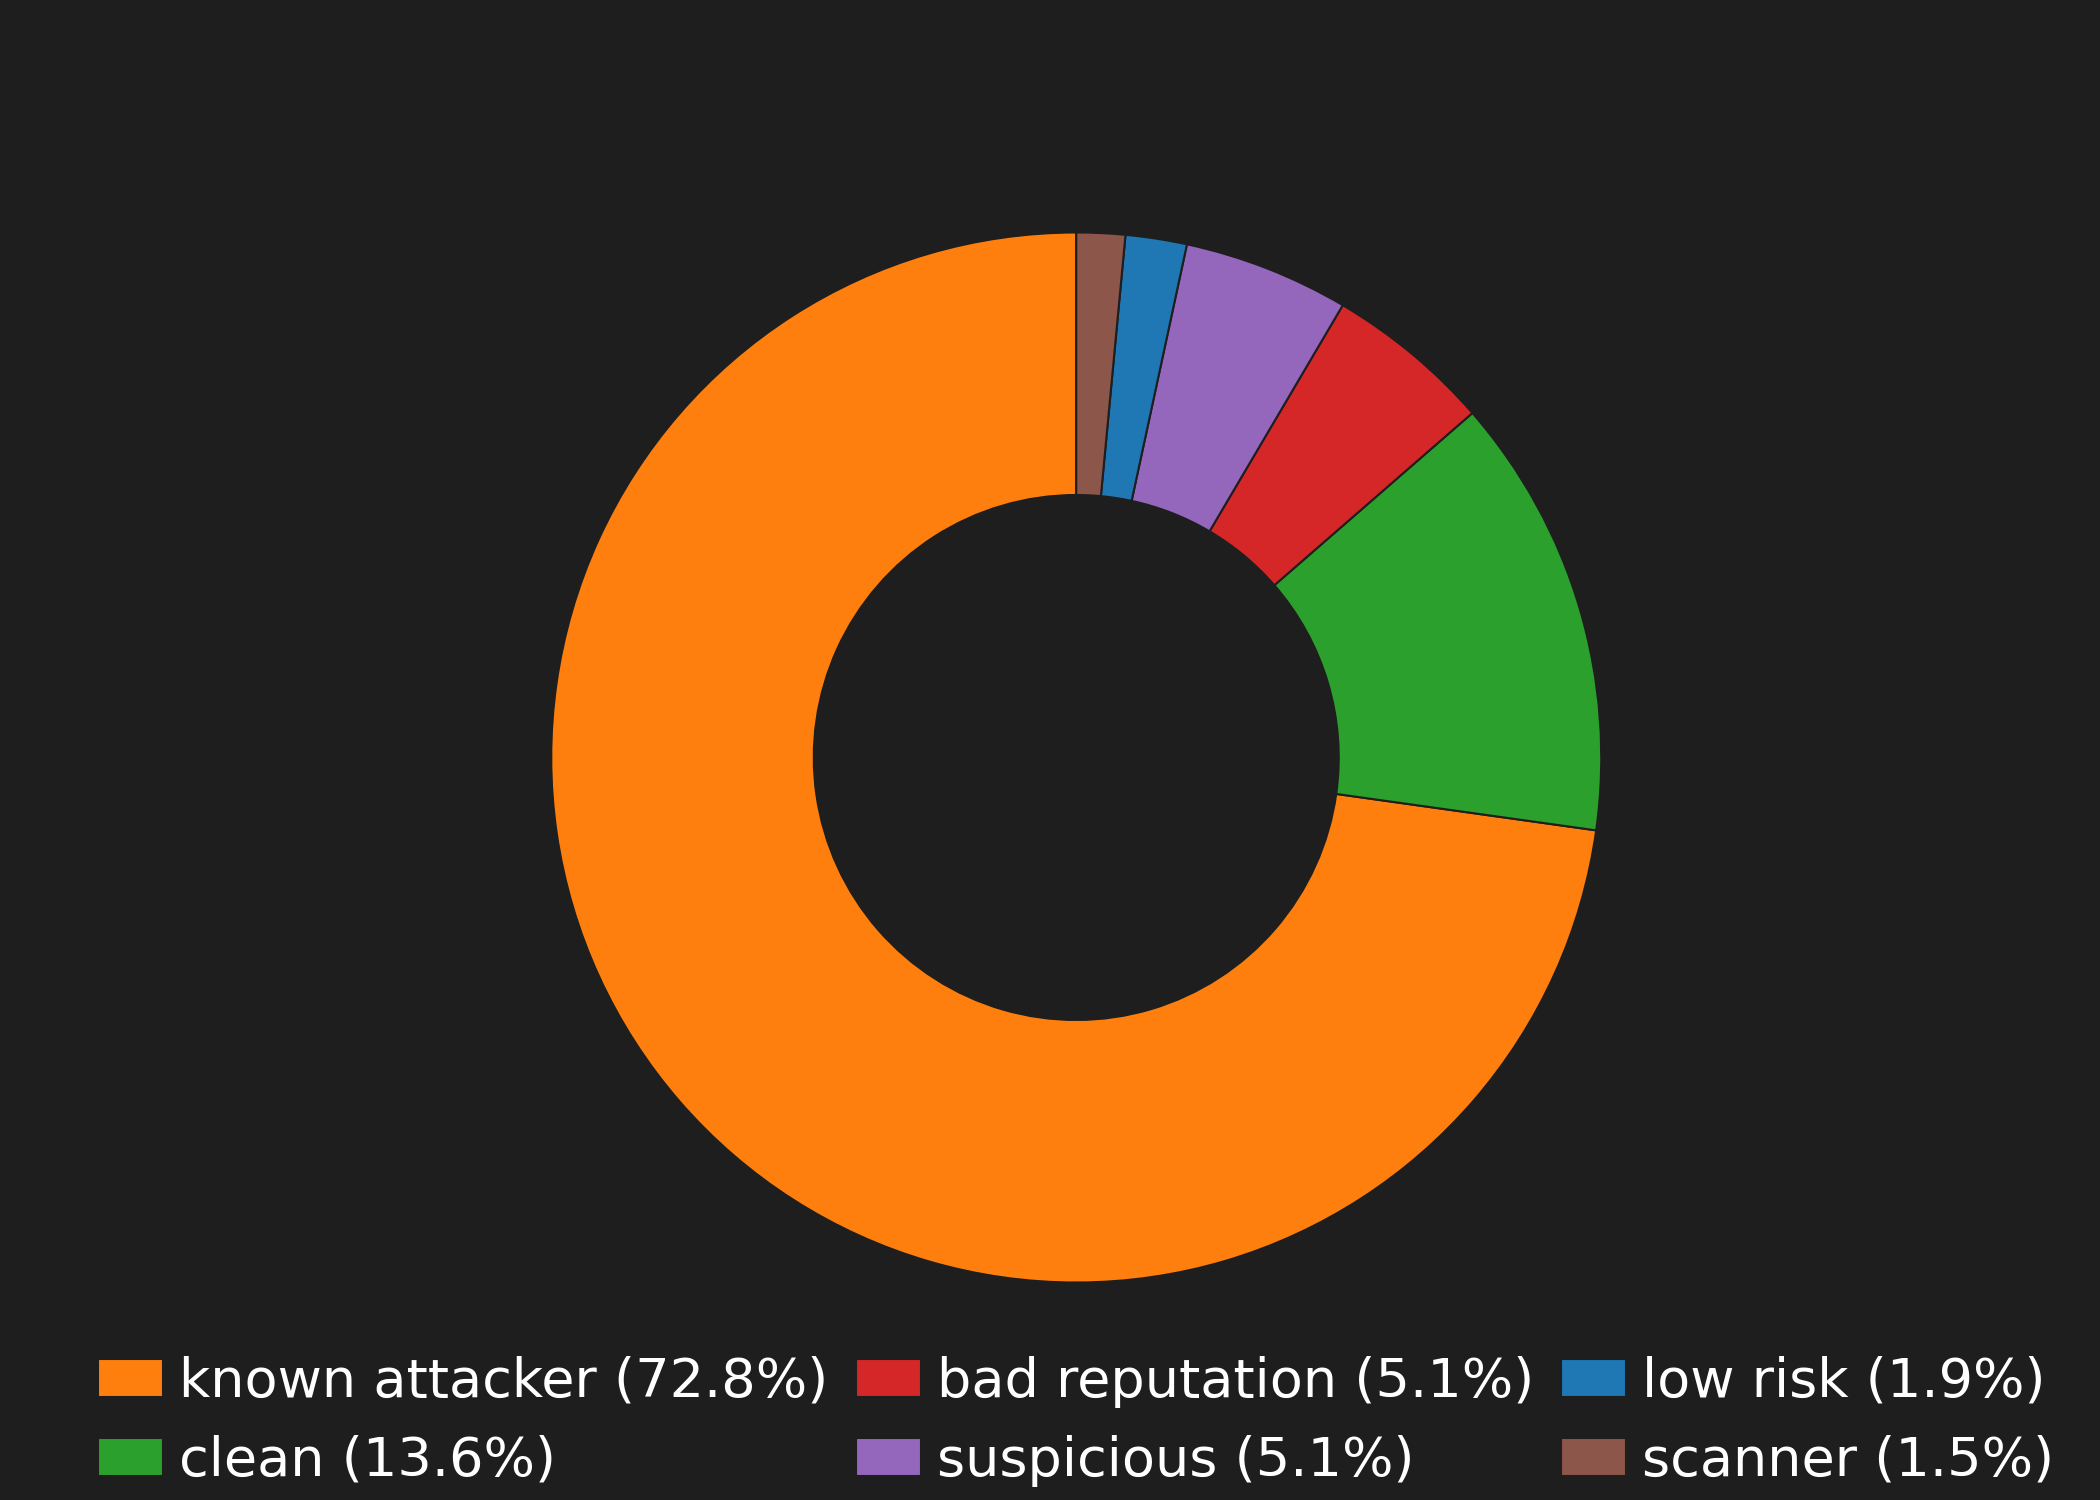 known attacker (72.8%) bad reputation (5.1%) low risk (1.9%)
clean (13.6%) suspicious (5.1%) scanner (1.5%)